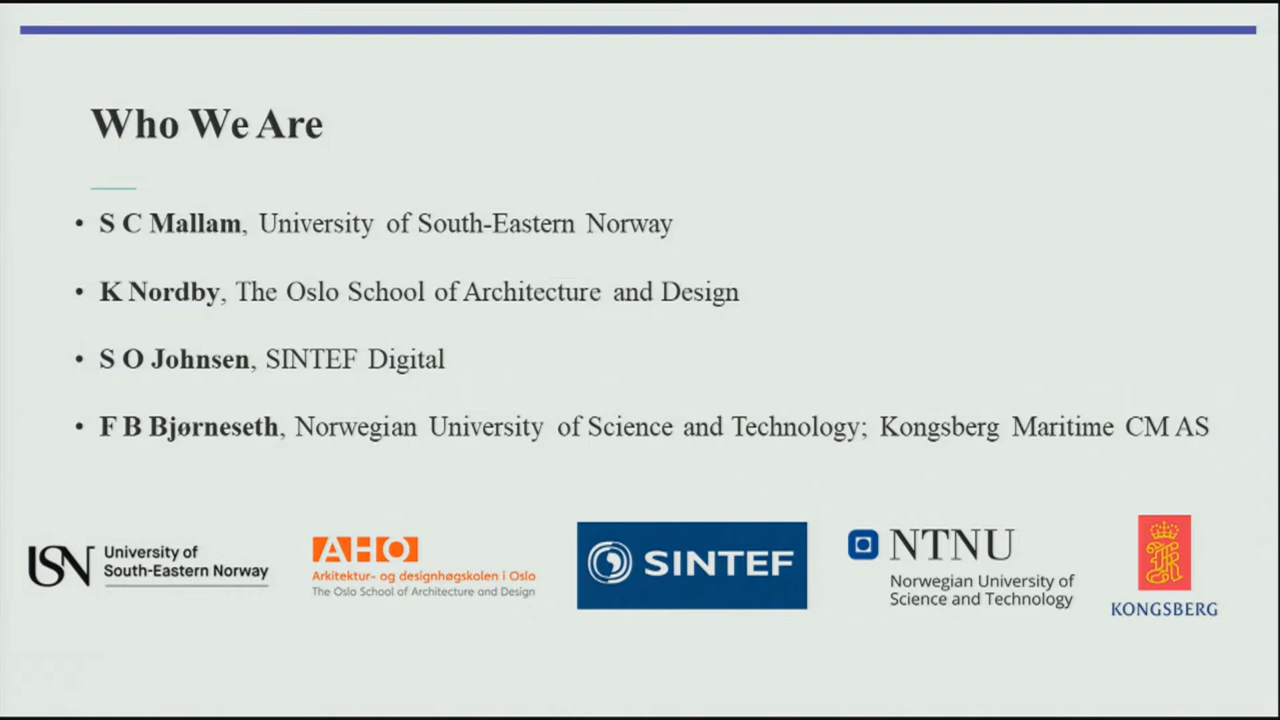 Who We Are
• S C Mallam, University of South-Eastern Norway
• K Nordby, The Oslo School of Architecture and Design
• S O Johnsen, SINTEF Digital
• F B Bjørneseth, Norwegian University of Science and Technology; Kongsberg Maritime CM AS
USN University of
South-Eastern Norway
AHO
Arkitektur- og designhøgskolen i Oslo
The Oslo School of Architecture and Design
SINTEF
NTNU
Norwegian University of
Science and Technology
KONGSBERG